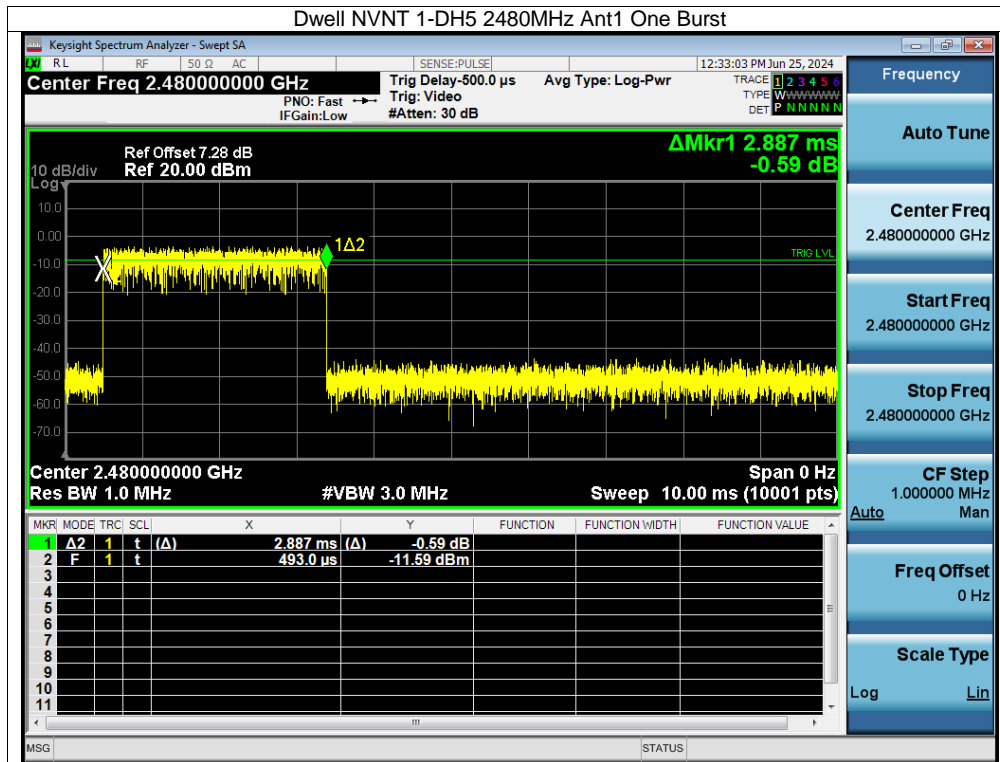 Dwell NVNT 1-DH5 2480MHz Ant1 One Burst
Keysight Spectrum Analyzer - Swept SA
LXI RL RF 50 Ω AC SENSE:PULSE 12:33:03 PM Jun 25, 2024
Center Freq 2.480000000 GHz Trig Delay-500.0 µs Avg Type: Log-Pwr TRACE 1 2 3 4 5 6
PNO: Fast Trig: Video TYPE WWWWWW
IFGain:Low #Atten: 30 dB DET P N N N N N
Frequency
Auto Tune
Center Freq
2.480000000 GHz
Start Freq
2.480000000 GHz
Stop Freq
2.480000000 GHz
CF Step
1.000000 MHz
Auto Man
Freq Offset
0 Hz
Scale Type
Log Lin
ΔMkr1 2.887 ms
-0.59 dB
Ref Offset 7.28 dB
10 dB/div Ref 20.00 dBm
Log
10.0
0.00
-10.0
-20.0
-30.0
-40.0
-50.0
-60.0
-70.0
1Δ2
TRIG LVL
Center 2.480000000 GHz Span 0 Hz
Res BW 1.0 MHz #VBW 3.0 MHz Sweep 10.00 ms (10001 pts)
MKR MODE TRC SCL X Y FUNCTION FUNCTION WIDTH FUNCTION VALUE
1 Δ2 1 t (Δ) 2.887 ms (Δ) -0.59 dB
2 F 1 t 493.0 µs -11.59 dBm
3
4
5
6
7
8
9
10
11
MSG STATUS